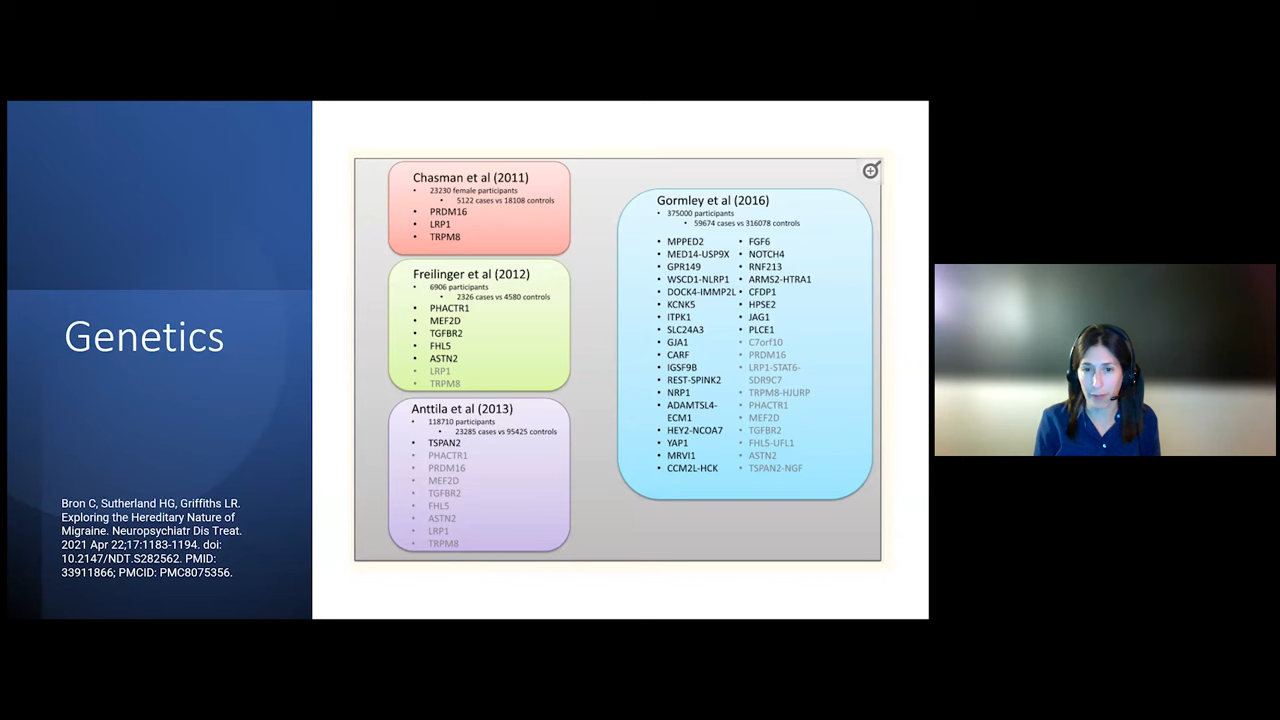 Genetics
Bron C, Sutherland HG, Griffiths LR.
Exploring the Hereditary Nature of
Migraine. Neuropsychiatr Dis Treat.
2021 Apr 22;17:1183-1194. doi:
10.2147/NDT.S282562. PMID:
33911866; PMCID: PMC8075356.
Chasman et al (2011)
• 23230 female participants
• 5122 cases vs 18108 controls
• PRDM16
• LRP1
• TRPM8
Freilinger et al (2012)
• 6906 participants
• 2326 cases vs 4580 controls
• PHACTR1
• MEF2D
• TGFBR2
• FHL5
• ASTN2
• LRP1
• TRPM8
Anttila et al (2013)
• 118710 participants
• 23285 cases vs 95425 controls
• TSPAN2
• PHACTR1
• PRDM16
• MEF2D
• TGFBR2
• FHL5
• ASTN2
• LRP1
• TRPM8
Gormley et al (2016)
• 375000 participants
• 59674 cases vs 316078 controls
• MPPED2
• MED14-USP9X
• GPR149
• WSCD1-NLRP1
• DOCK4-IMMP2L
• KCNK5
• ITPK1
• SLC24A3
• GJA1
• CARF
• IGSF9B
• REST-SPINK2
• NRP1
• ADAMTSL4-
ECM1
• HEY2-NCOA7
• YAP1
• MRVI1
• CCM2L-HCK
• FGF6
• NOTCH4
• RNF213
• ARMS2-HTRA1
• CFDP1
• HPSE2
• JAG1
• PLCE1
• C7orf10
• PRDM16
• LRP1-STAT6-
SDR9C7
• TRPM8-HJURP
• PHACTR1
• MEF2D
• TGFBR2
• FHL5-UFL1
• ASTN2
• TSPAN2-NGF